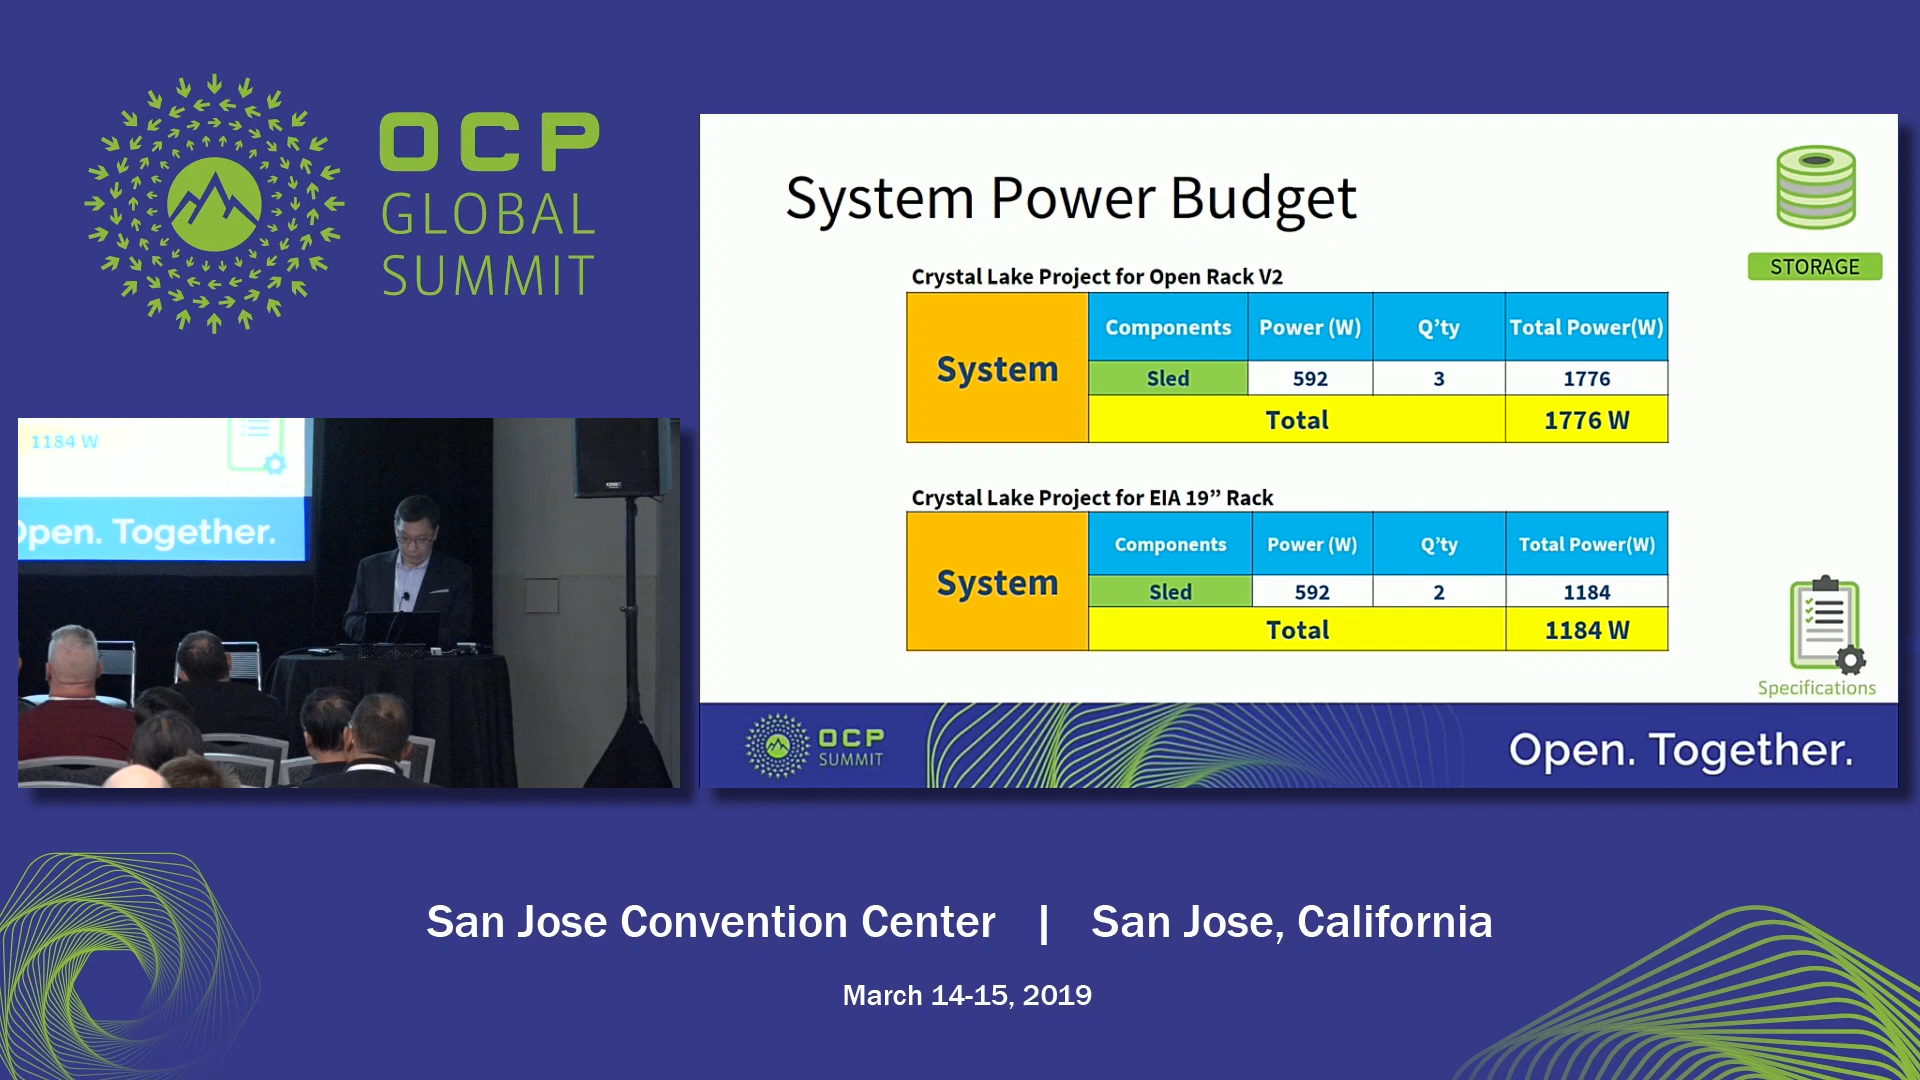 OCP
GLOBAL
SUMMIT
System Power Budget
STORAGE
Crystal Lake Project for Open Rack V2
System
Components Power (W) Q’ty Total Power(W)
Sled 592 3 1776
Total 1776 W
Crystal Lake Project for EIA 19” Rack
System
Components Power (W) Q’ty Total Power(W)
Sled 592 2 1184
Total 1184 W
Specifications
OCP
SUMMIT
Open. Together.
1184 W
Open. Together.
San Jose Convention Center | San Jose, California
March 14-15, 2019